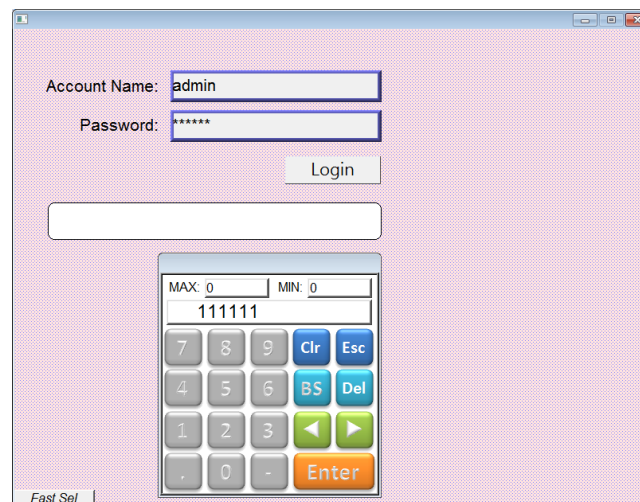 Account Name: admin
Password: ******
Login
MAX: 0 MIN: 0
111111
7 8 9 Clr Esc
4 5 6 BS Del
1 2 3
. 0 - Enter
Fast Sel